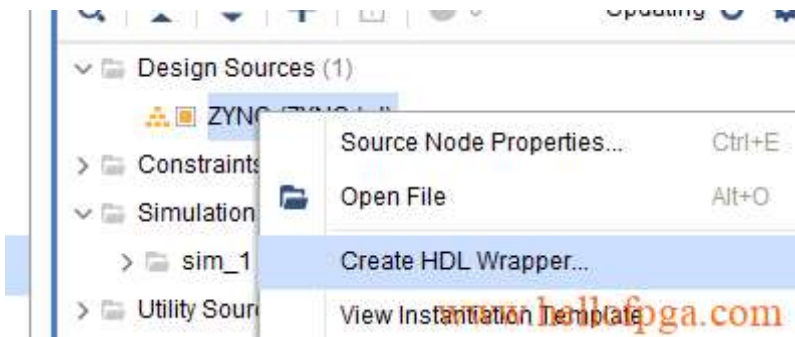 Updating
Design Sources (1)
ZYNQ
Source Node Properties... Ctrl+E
Constraints
Open File Alt+O
Simulation
sim_1
Create HDL Wrapper...
Utility
View Instantiation Template
www.hellofpga.com